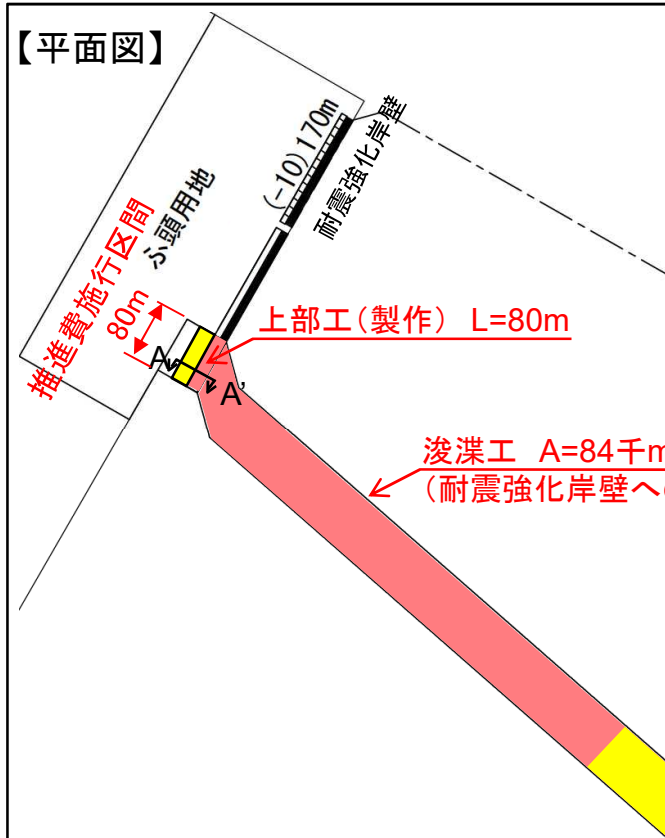 【平面図】
(-10)170m
耐震強化岸壁
ふ頭用地
推進費施行区間
80m
上部工(製作) L=80m
A
A'
浚渫工 A=84千m
(耐震強化岸壁へ